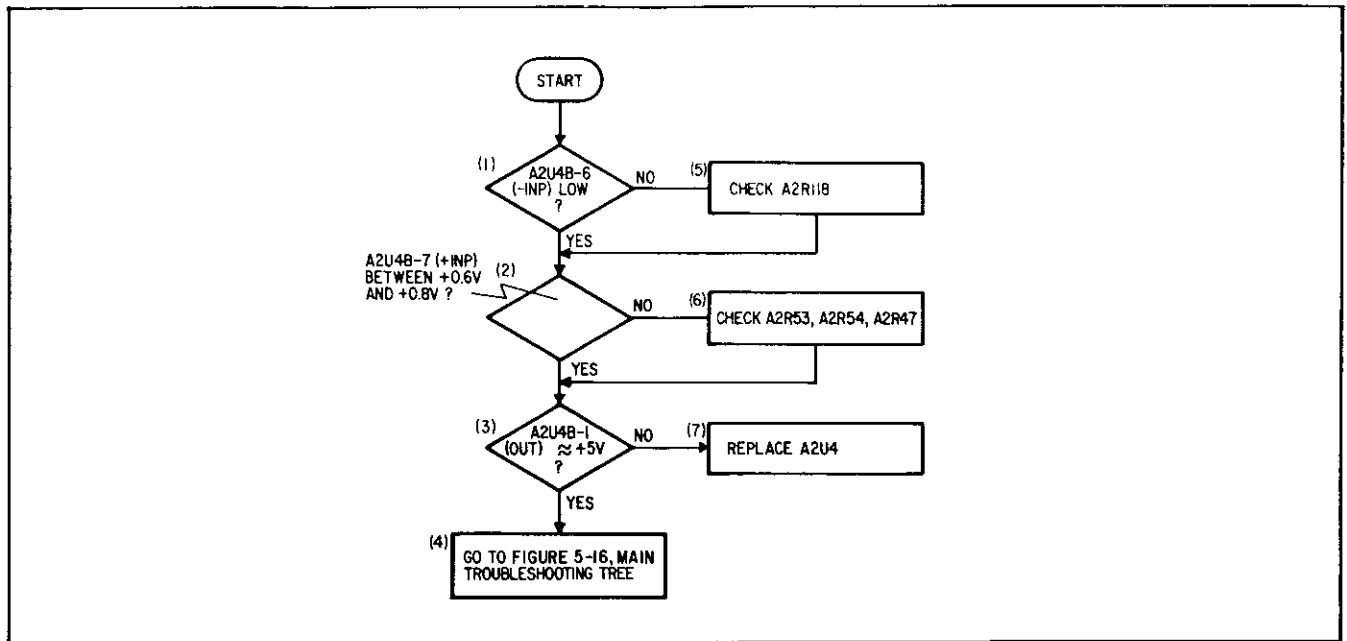 START
(1)
A2U4B-6
(-INP) LOW
?
NO
(5)
CHECK A2R118
YES
A2U4B-7 (+INP)
BETWEEN +0.6V
AND +0.8V ?
(2)
NO
(6)
CHECK A2R53, A2R54, A2R47
YES
(3)
A2U4B-1
(OUT) ≈ +5V
?
NO
(7)
REPLACE A2U4
YES
(4)
GO TO FIGURE 5-16, MAIN
TROUBLESHOOTING TREE